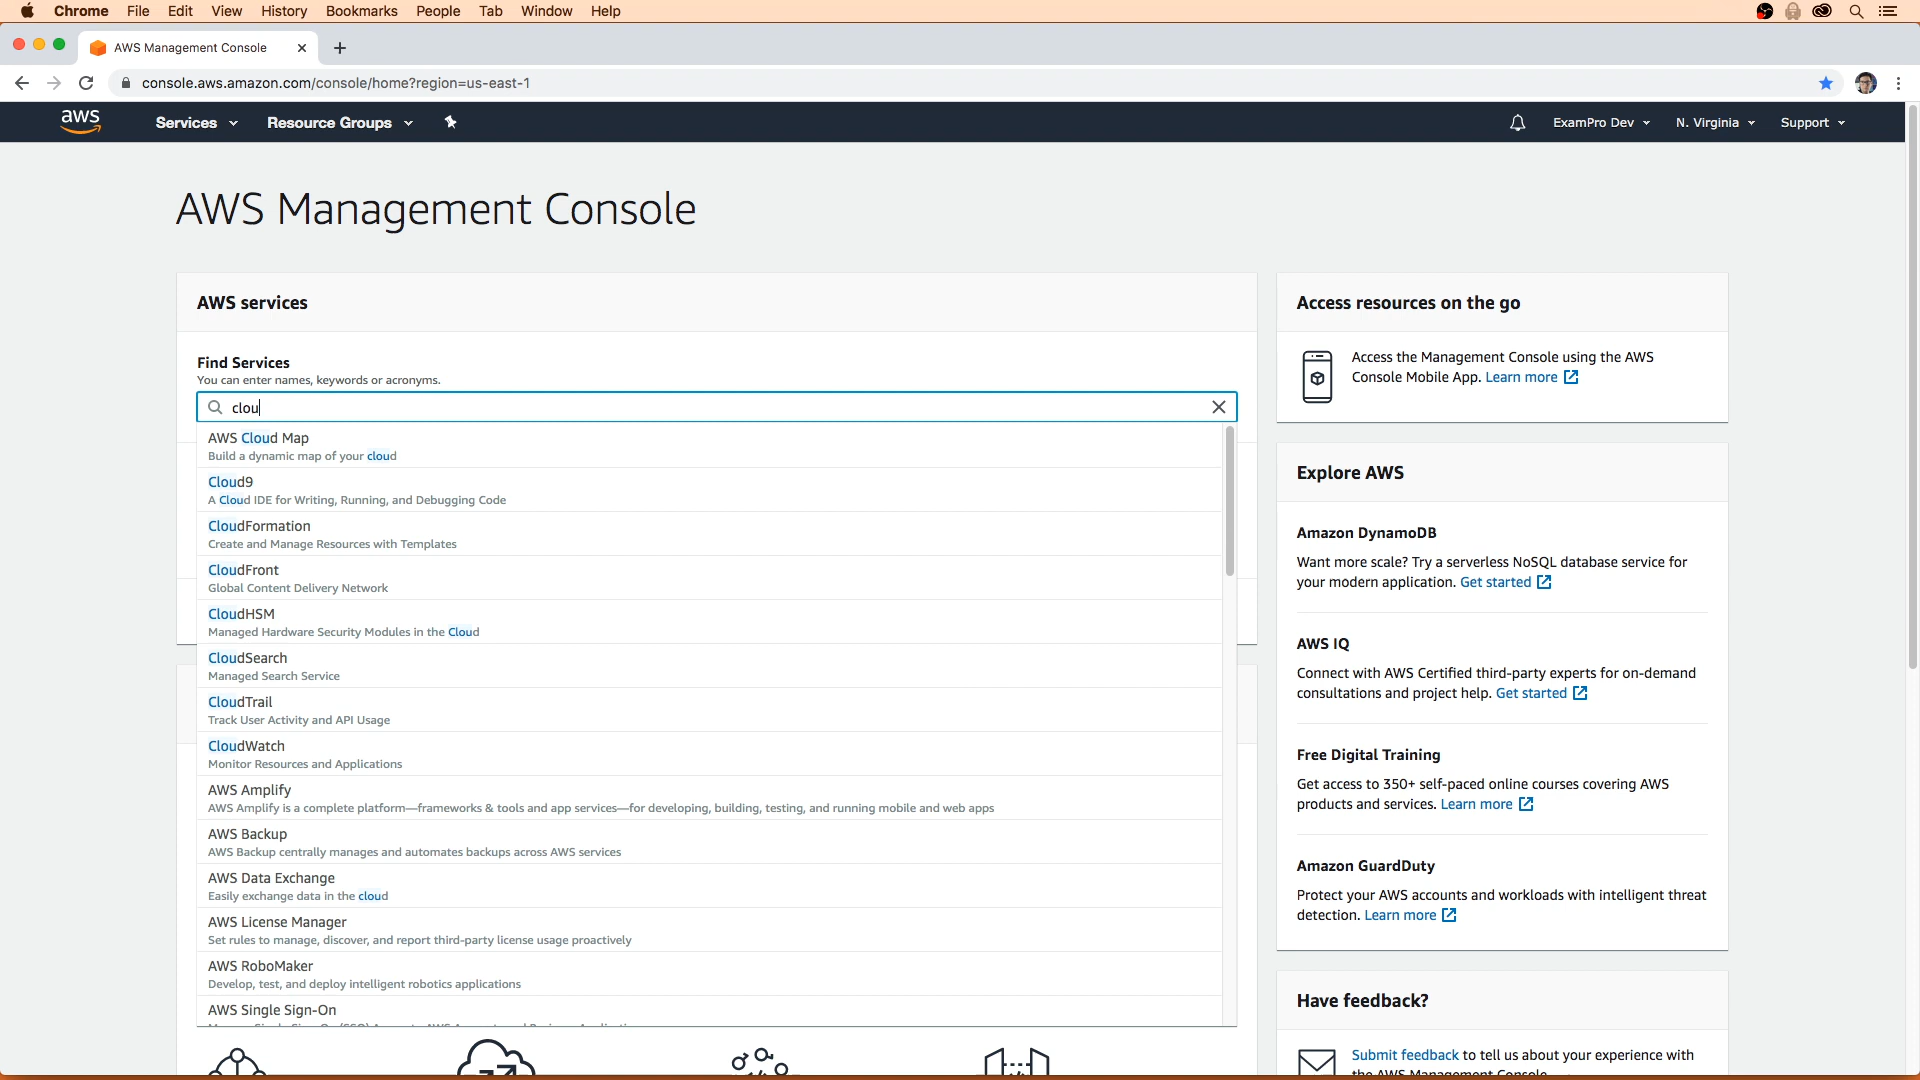 Chrome File Edit View History Bookmarks People Tab Window Help
AWS Management Console
console.aws.amazon.com/console/home?region=us-east-1
aws Services Resource Groups ExamPro Dev N. Virginia Support
AWS Management Console
AWS services
Find Services
You can enter names, keywords or acronyms.
clou
AWS Cloud Map
Build a dynamic map of your cloud
Cloud9
A Cloud IDE for Writing, Running, and Debugging Code
CloudFormation
Create and Manage Resources with Templates
CloudFront
Global Content Delivery Network
CloudHSM
Managed Hardware Security Modules in the Cloud
CloudSearch
Managed Search Service
CloudTrail
Track User Activity and API Usage
CloudWatch
Monitor Resources and Applications
AWS Amplify
AWS Amplify is a complete platform—frameworks & tools and app services—for developing, building, testing, and running mobile and web apps
AWS Backup
AWS Backup centrally manages and automates backups across AWS services
AWS Data Exchange
Easily exchange data in the cloud
AWS License Manager
Set rules to manage, discover, and report third-party license usage proactively
AWS RoboMaker
Develop, test, and deploy intelligent robotics applications
AWS Single Sign-On
Access resources on the go
Access the Management Console using the AWS
Console Mobile App. Learn more
Explore AWS
Amazon DynamoDB
Want more scale? Try a serverless NoSQL database service for
your modern application. Get started
AWS IQ
Connect with AWS Certified third-party experts for on-demand
consultations and project help. Get started
Free Digital Training
Get access to 350+ self-paced online courses covering AWS
products and services. Learn more
Amazon GuardDuty
Protect your AWS accounts and workloads with intelligent threat
detection. Learn more
Have feedback?
Submit feedback to tell us about your experience with
the AWS Management Console.